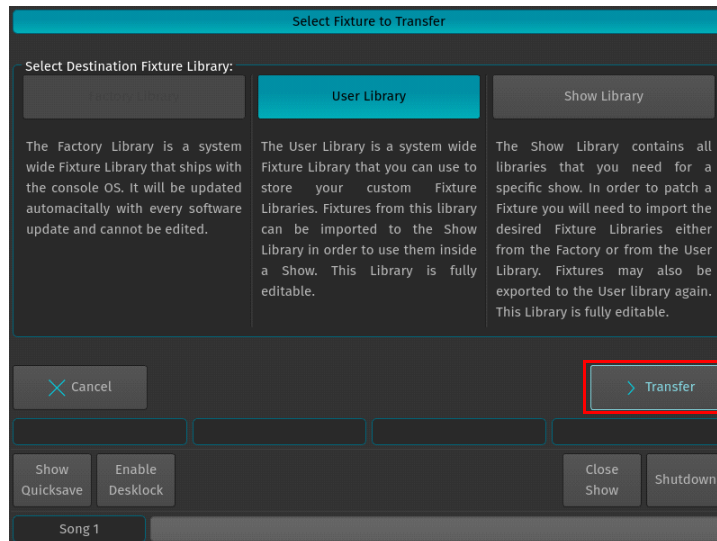 Select Fixture to Transfer
Select Destination Fixture Library:
Factory Library
User Library
Show Library
The Factory Library is a system
wide Fixture Library that ships with
the console OS. It will be updated
automacitally with every software
update and cannot be edited.
The User Library is a system wide
Fixture Library that you can use to
store your custom Fixture
Libraries. Fixtures from this library
can be imported to the Show
Library in order to use them inside
a Show. This Library is fully
editable.
The Show Library contains all
libraries that you need for a
specific show. In order to patch a
Fixture you will need to import the
desired Fixture Libraries either
from the Factory or from the User
Library. Fixtures may also be
exported to the User library again.
This Library is fully editable.
Cancel
Transfer
Show
Quicksave
Enable
Desklock
Close
Show
Shutdown
Song 1